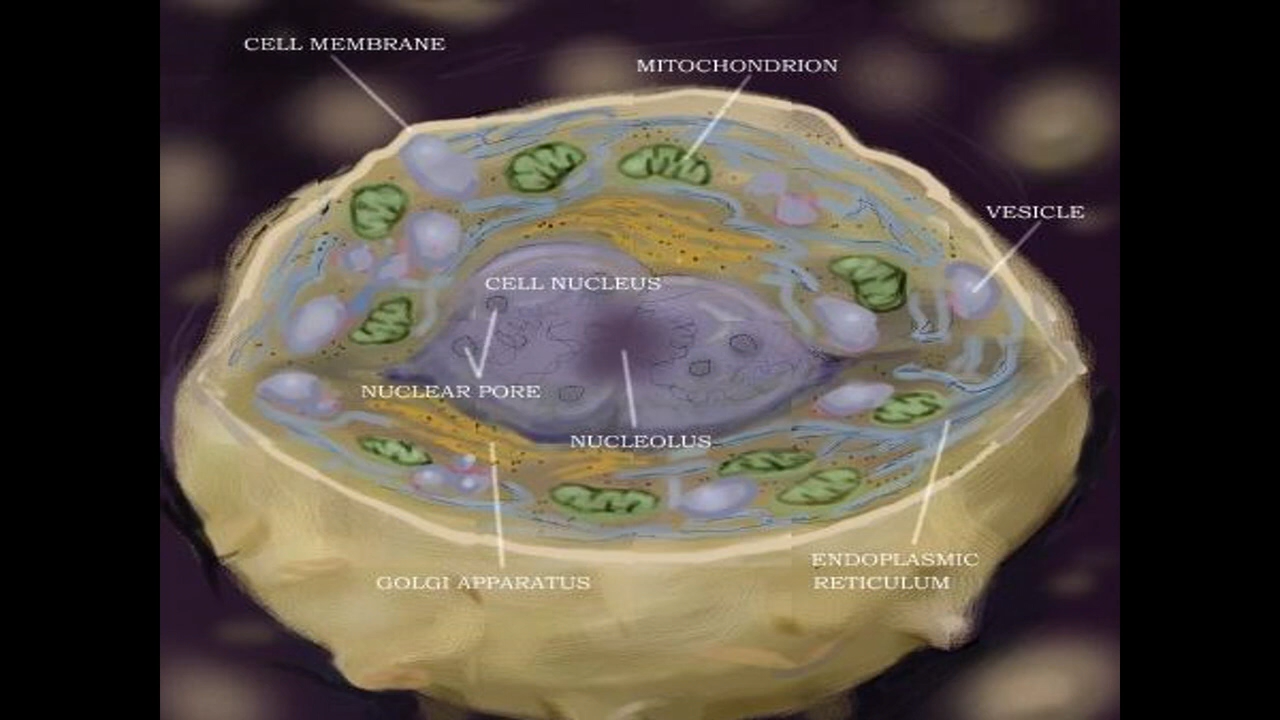 CELL MEMBRANE
MITOCHONDRION
VESICLE
CELL NUCLEUS
NUCLEAR PORE
NUCLEOLUS
ENDOPLASMIC
RETICULUM
GOLGI APPARATUS